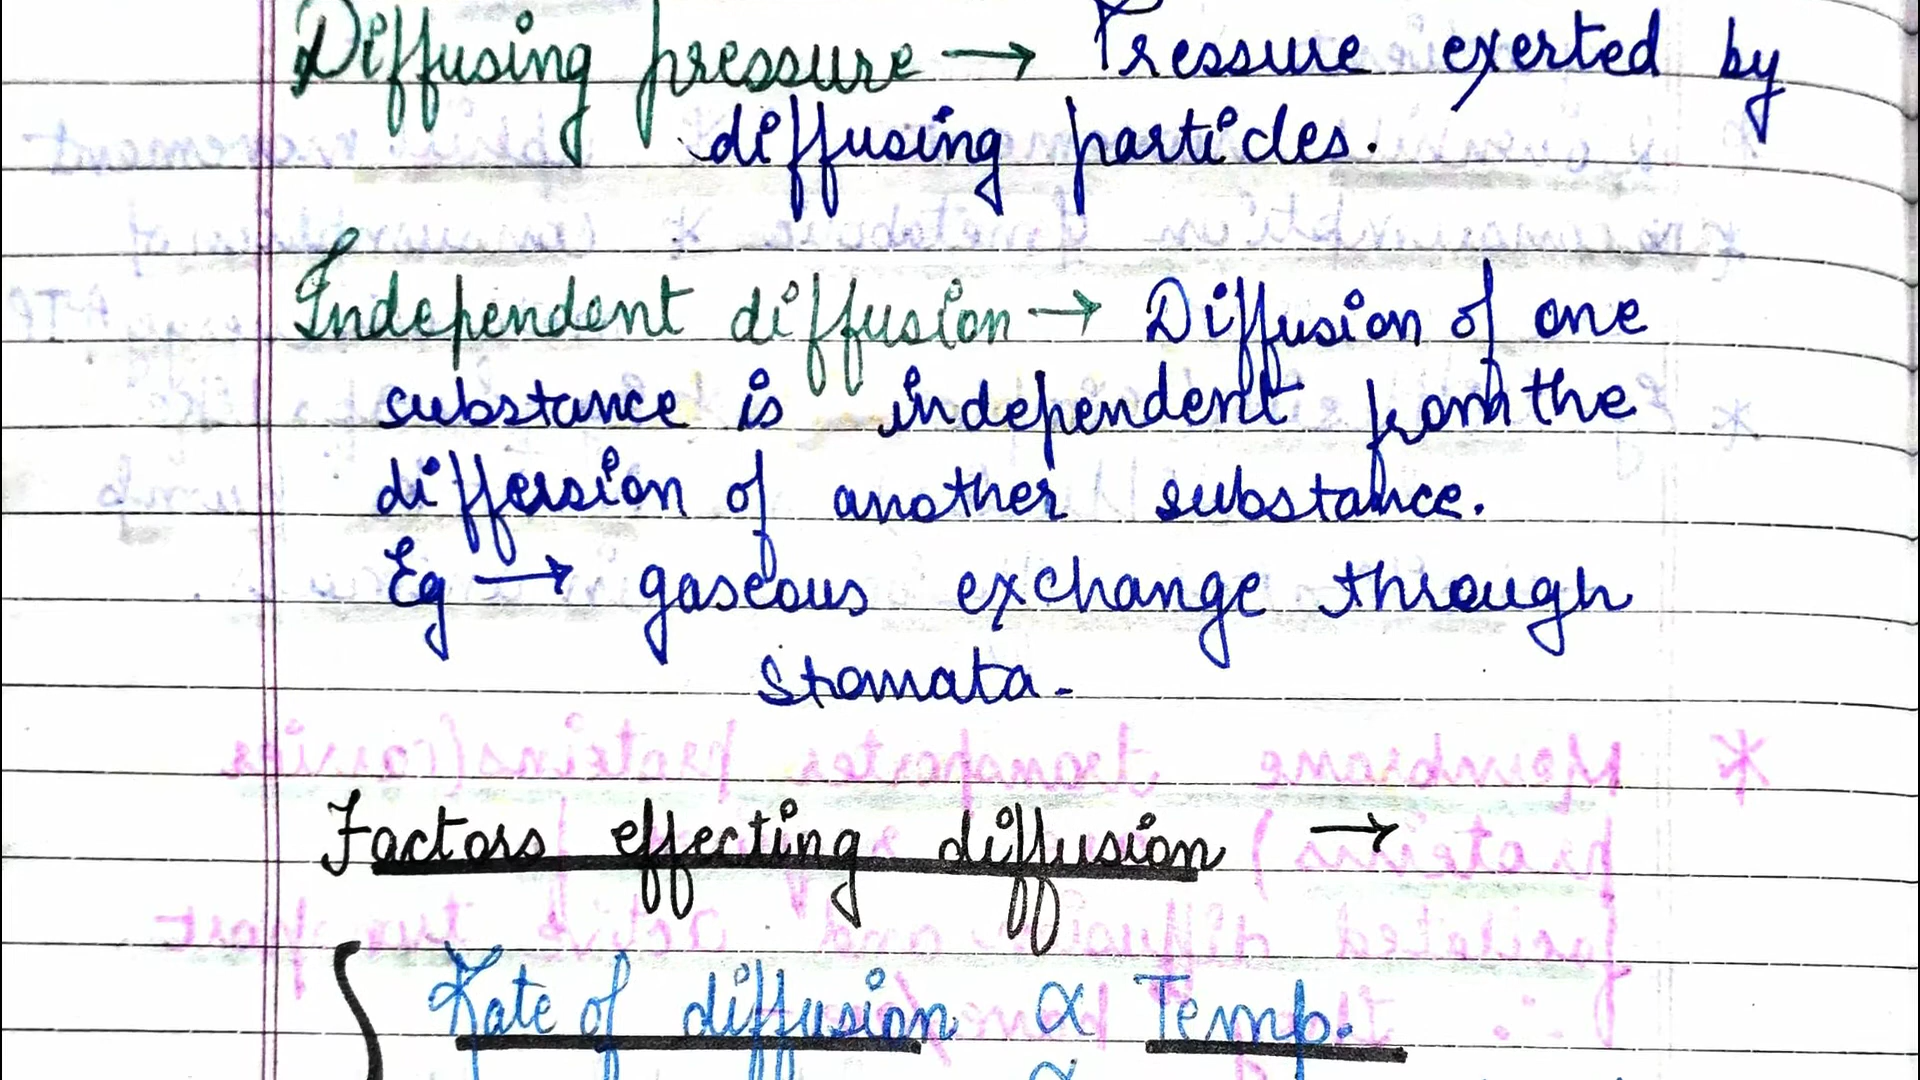 Diffusing pressure → Pressure exerted by
diffusing particles.
Independent diffusion → Diffusion of one
substance is independent from the
diffusion of another substance.
Eg → gaseous exchange through
stomata.
Factors effecting diffusion →
Rate of diffusion ∝ Temp.
∝